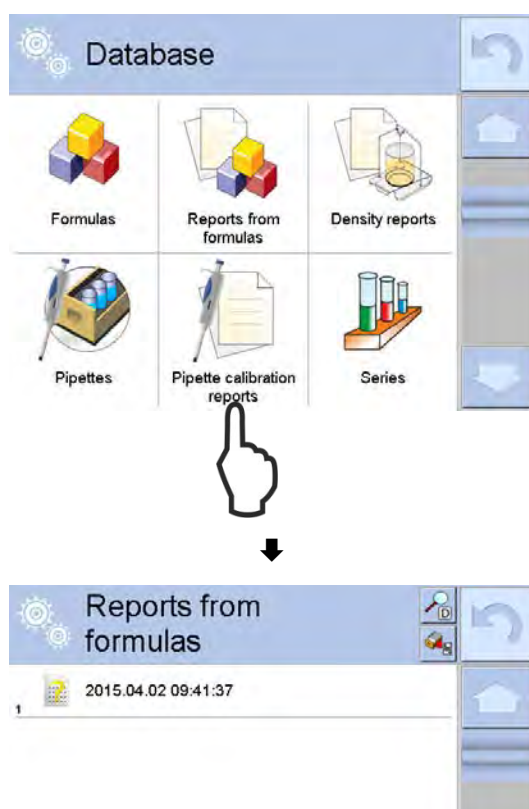 Database
Formulas
Reports from
formulas
Density reports
Pipettes
Pipette calibration
reports
Series
Reports from
formulas
D
1
2015.04.02 09:41:37
?